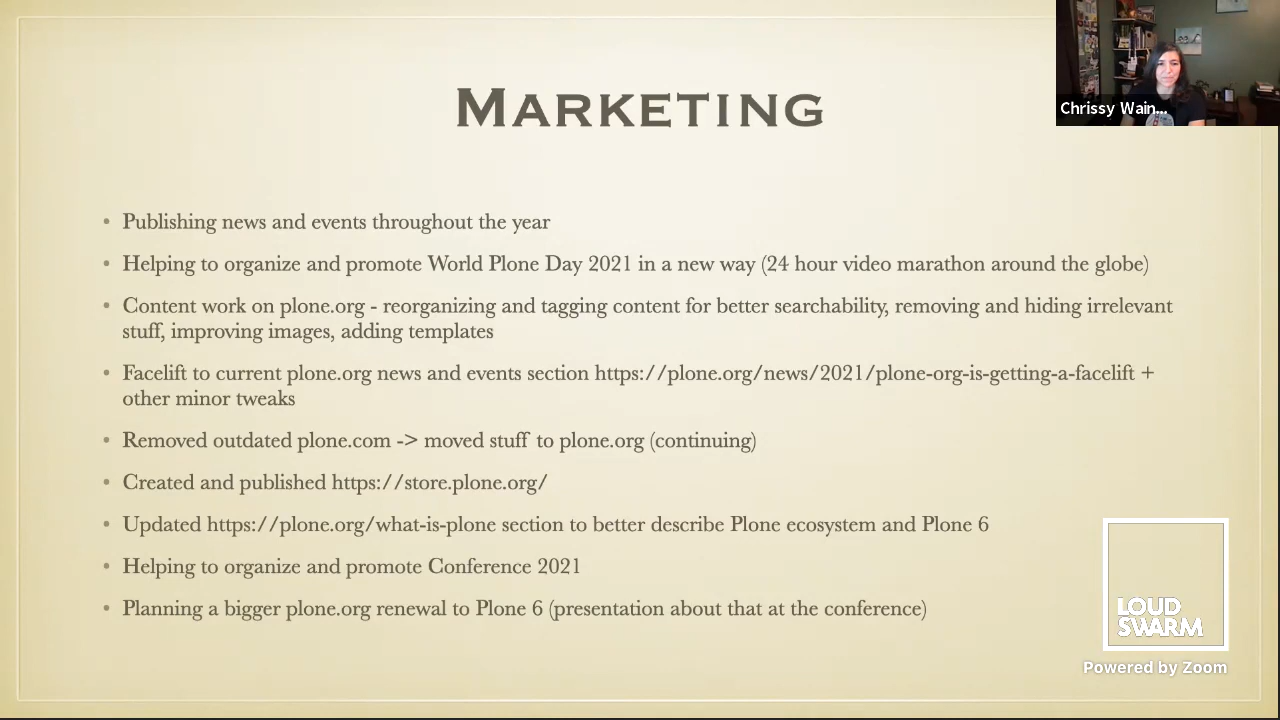 MARKETING
Chrissy Wain...
• Publishing news and events throughout the year
• Helping to organize and promote World Plone Day 2021 in a new way (24 hour video marathon around the globe)
• Content work on plone.org - reorganizing and tagging content for better searchability, removing and hiding irrelevant
stuff, improving images, adding templates
• Facelift to current plone.org news and events section https://plone.org/news/2021/plone-org-is-getting-a-facelift +
other minor tweaks
• Removed outdated plone.com -> moved stuff to plone.org (continuing)
• Created and published https://store.plone.org/
• Updated https://plone.org/what-is-plone section to better describe Plone ecosystem and Plone 6
• Helping to organize and promote Conference 2021
• Planning a bigger plone.org renewal to Plone 6 (presentation about that at the conference)
LOUD
SWARM
Powered by Zoom